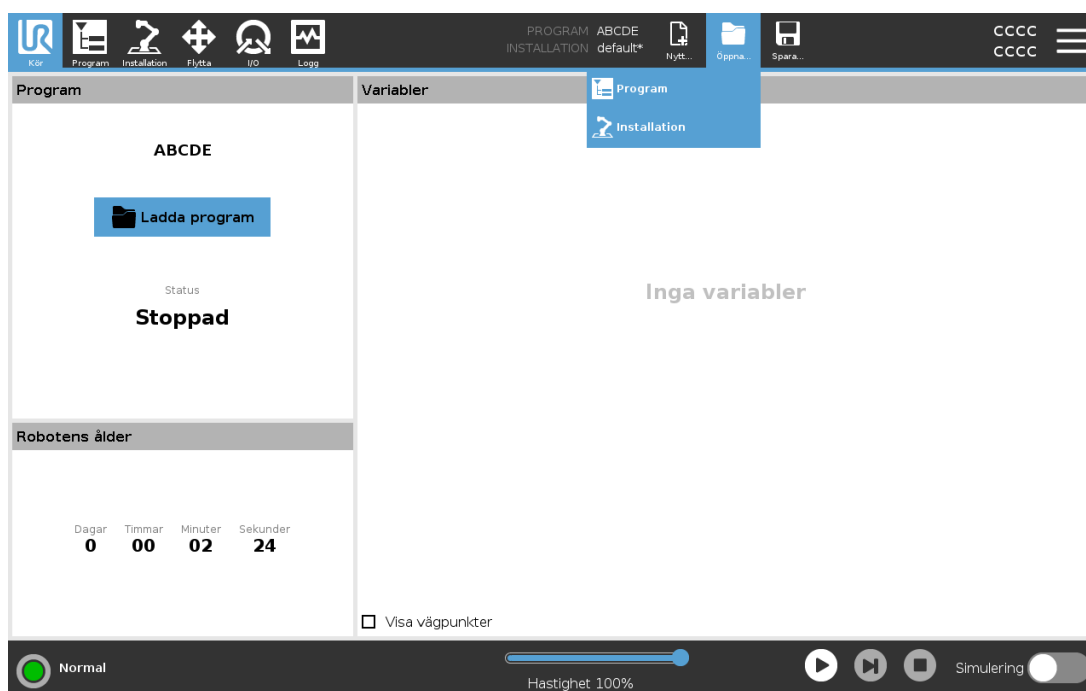 UR
Kör
Program
Installation
Flytta
I/O
Logg
PROGRAM ABCDE
INSTALLATION default*
Nytt...
Öppna...
Spara...
CCCC
CCCC
Program
Variabler
Program
Installation
ABCDE
Ladda program
Status
Stoppad
Inga variabler
Robotens ålder
Dagar Timmar Minuter Sekunder
0 00 02 24
Visa vägpunkter
Normal
Hastighet 100%
Simulering